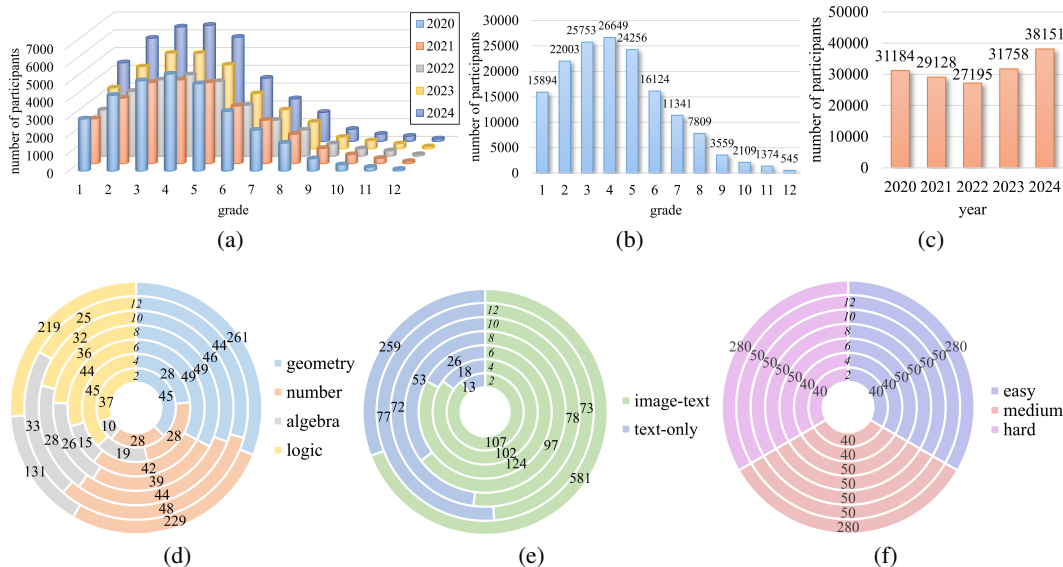 number of participants
7000
6000
5000
4000
3000
2000
1000
0
1 2 3 4 5 6 7 8 9 10 11 12
grade
2020
2021
2022
2023
2024
(a)
number of participants
30000
25000
20000
15000
10000
5000
0
15894 22003 25753 26649 24256 16124 11341 7809 3559 2109 1374 545
1 2 3 4 5 6 7 8 9 10 11 12
grade
(b)
number of participants
50000
40000
30000
20000
10000
0
31184 29128 27195 31758 38151
2020 2021 2022 2023 2024
year
(c)
12
10
8
6
4
2
219 25 32 36 44 45 37
261 44 46 49 49 28 45
131 33 28 26 15 19 10
28 28 42 39 44 48 229
geometry
number
algebra
logic
(d)
12
10
8
6
4
2
259 77 72 53 26 18 13
107 102 124 97 78 73 581
image-text
text-only
(e)
12
10
8
6
4
2
280 50 50 50 50 40 40
40 40 50 50 50 50 280
40
40
50
50
50
50
280
easy
medium
hard
(f)